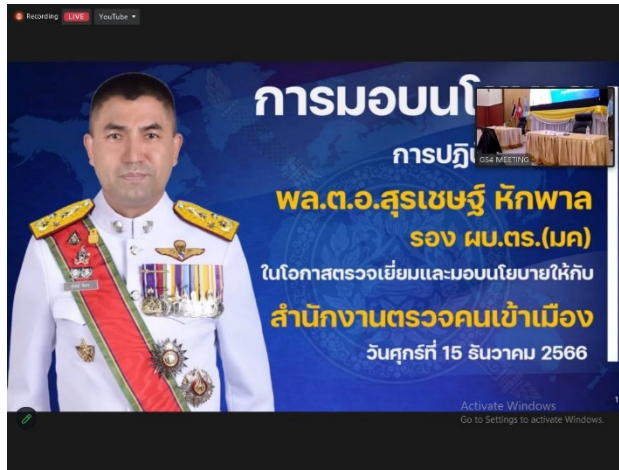 Recording LIVE YouTube
การมอบนโ
การปฏิ
GS4 MEETING
พล.ต.อ.สุรเชษฐ์ หักพาล
รอง ผบ.ตร.(มค)
ในโอกาสตรวจเยี่ยมและมอบนโยบายให้กับ
สำนักงานตรวจคนเข้าเมือง
วันศุกร์ที่ 15 ธันวาคม 2566
1
Activate Windows
Go to Settings to activate Windows.